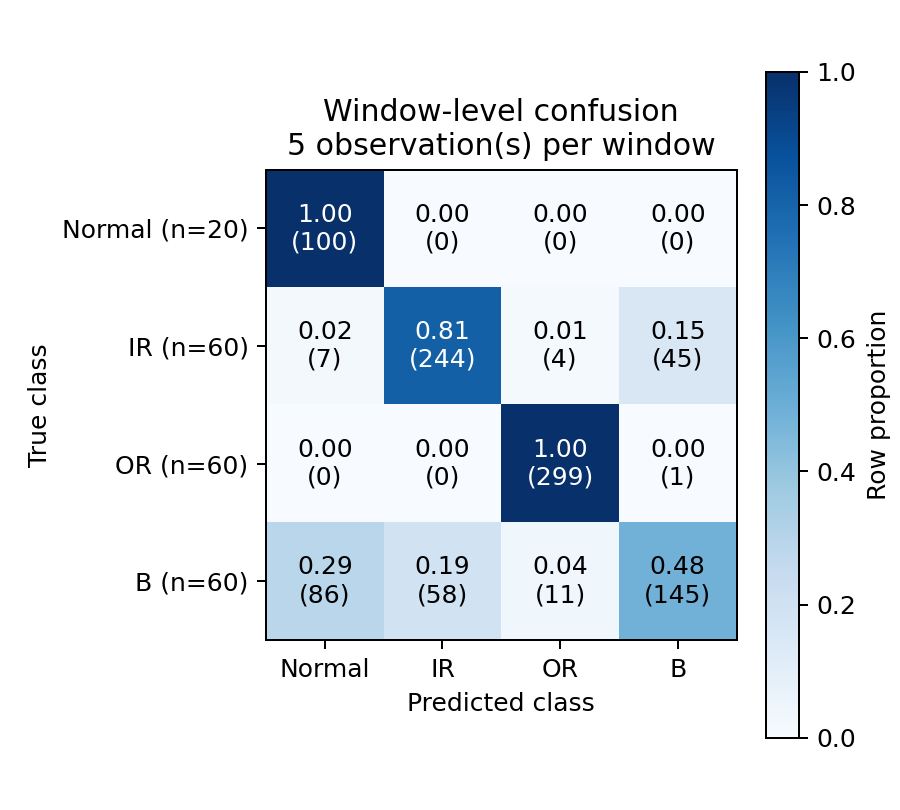 Window-level confusion
5 observation(s) per window
True class
Normal (n=20)
1.00 0.00 0.00 0.00
(100) (0) (0) (0)
IR (n=60)
0.02 0.81 0.01 0.15
(7) (244) (4) (45)
OR (n=60)
0.00 0.00 1.00 0.00
(0) (0) (299) (1)
B (n=60)
0.29 0.19 0.04 0.48
(86) (58) (11) (145)
Normal IR OR B
Predicted class
1.0
0.8
0.6
0.4
0.2
0.0
Row proportion